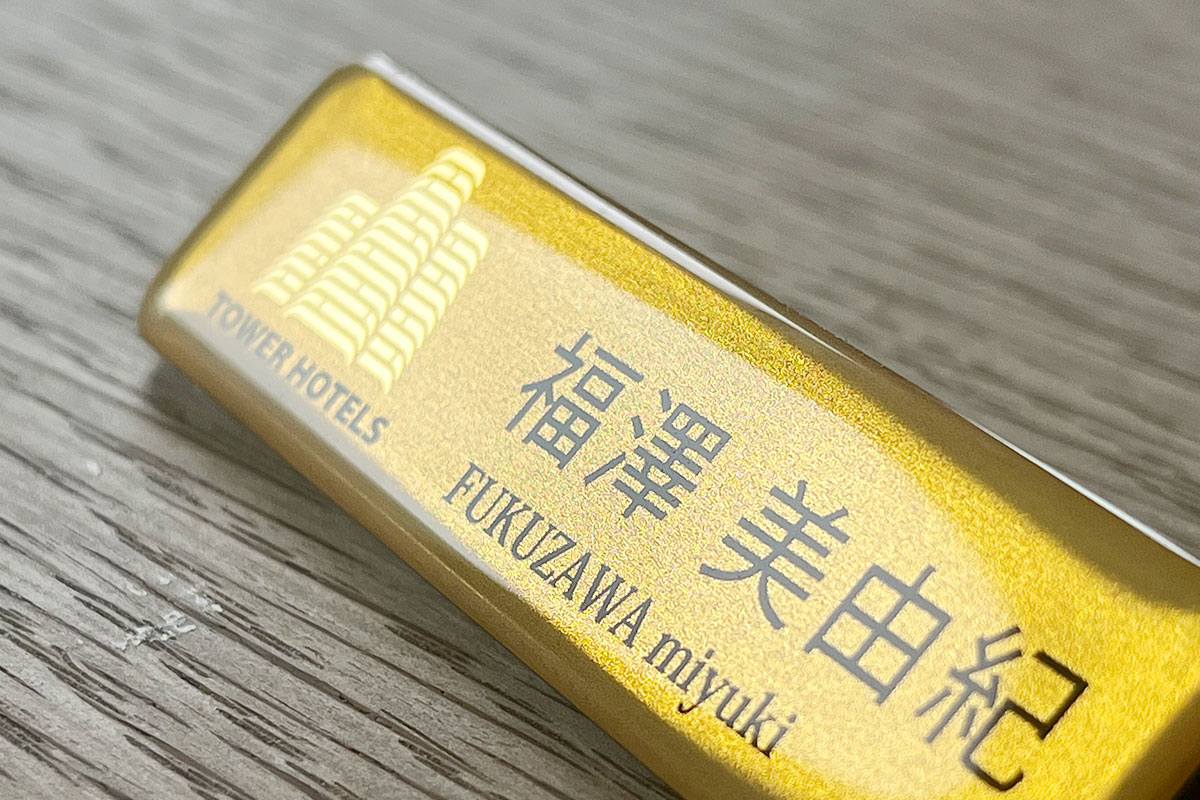 TOWER HOTELS
福澤 美由紀
FUKUZAWA miyuki